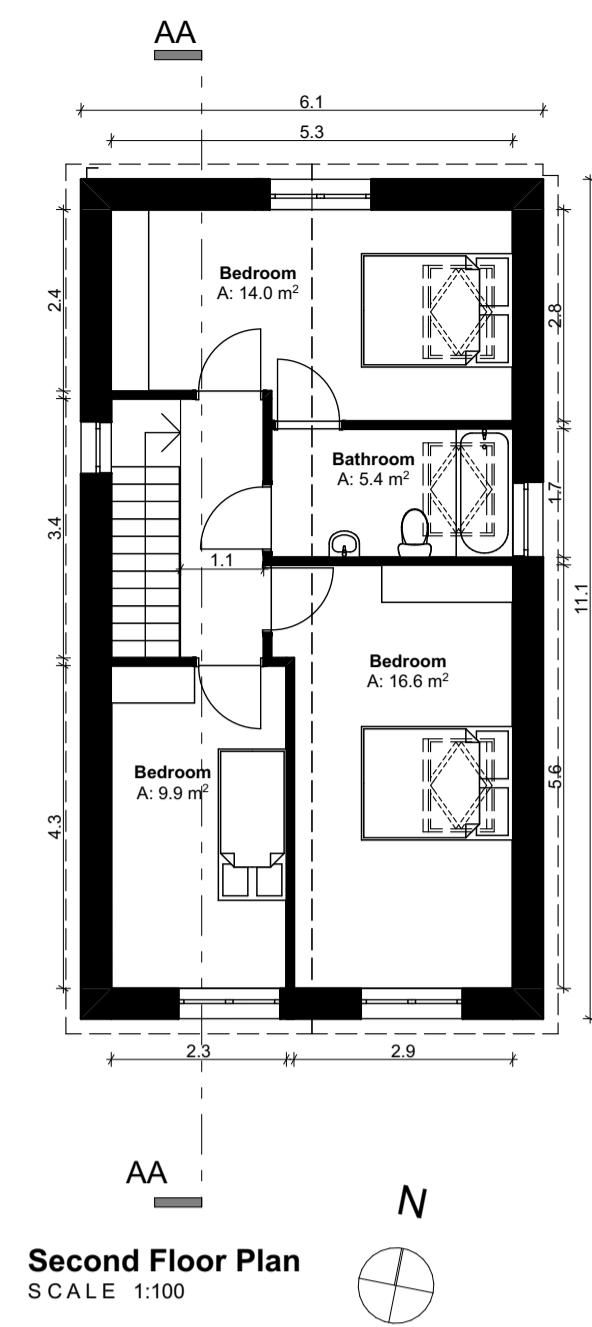 AA
6.1
5.3
Bedroom
A: 14.0 m²
2.4
2.8
Bathroom
A: 5.4 m²
1.7
3.4
1.1
11.1
Bedroom
A: 16.6 m²
Bedroom
A: 9.9 m²
5.6
4.3
2.3
2.9
AA
N
Second Floor Plan
SCALE 1:100